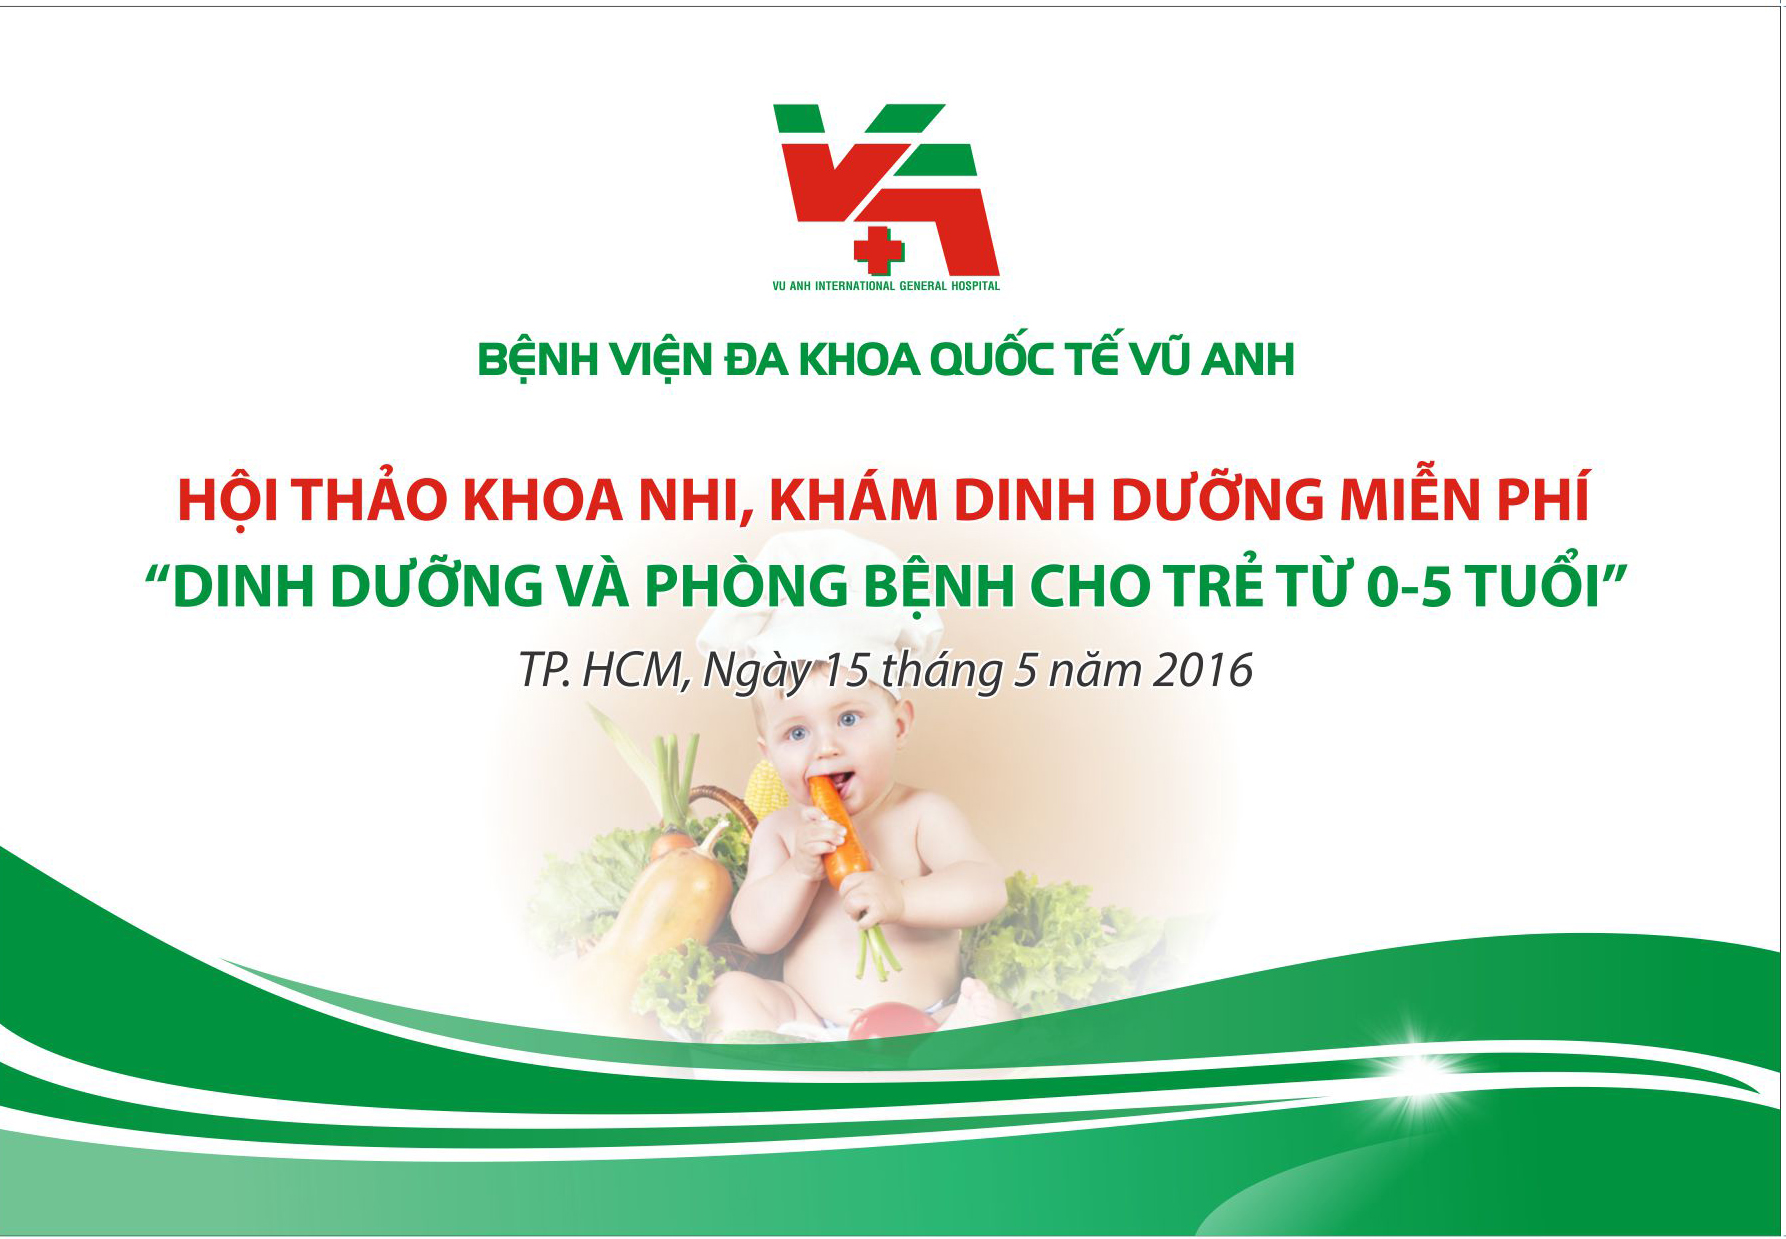 VU ANH INTERNATIONAL GENERAL HOSPITAL
BỆNH VIỆN ĐA KHOA QUỐC TẾ VŨ ANH
HỘI THẢO KHOA NHI, KHÁM DINH DƯỠNG MIỄN PHÍ
“DINH DƯỠNG VÀ PHÒNG BỆNH CHO TRẺ TỪ 0-5 TUỔI”
TP. HCM, Ngày 15 tháng 5 năm 2016